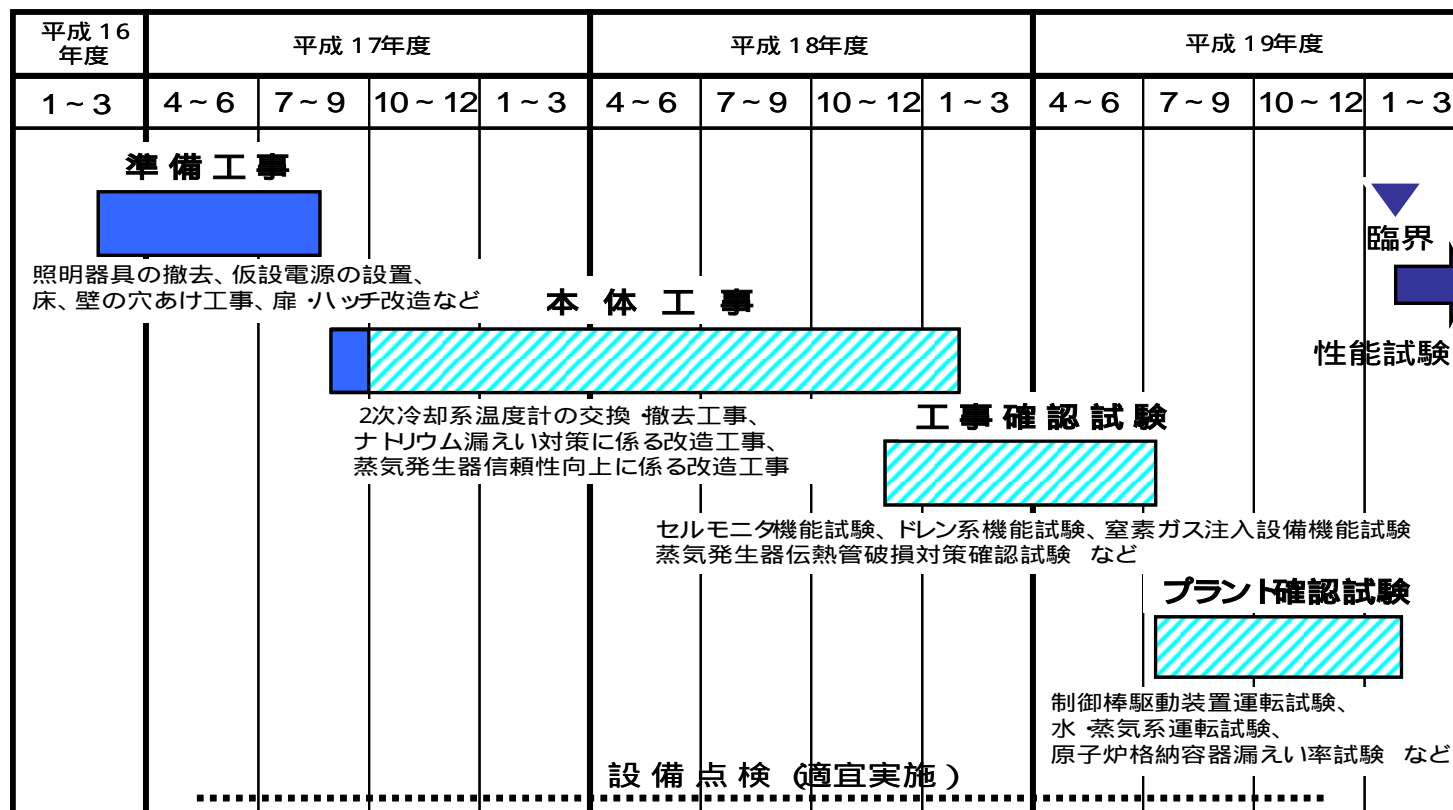 平成 16
年度
平成 17年度
平成 18年度
平成 19年度
1～3
4～6
7～9
10～12
1～3
4～6
7～9
10～12
1～3
4～6
7～9
10～12
1～3
準備工事
照明器具の撤去、仮設電源の設置、
床、壁の穴あけ工事、扉・ハッチ改造など
本体工事
2次冷却系温度計の交換・撤去工事、
ナトリウム漏えい対策に係る改造工事、
蒸気発生器信頼性向上に係る改造工事
工事確認試験
セルモニタ機能試験、ドレン系機能試験、窒素ガス注入設備機能試験
蒸気発生器伝熱管破損対策確認試験 など
プラント確認試験
制御棒駆動装置運転試験、
水・蒸気系運転試験、
原子炉格納容器漏えい率試験 など
臨界
性能試験
設備点検(適宜実施)